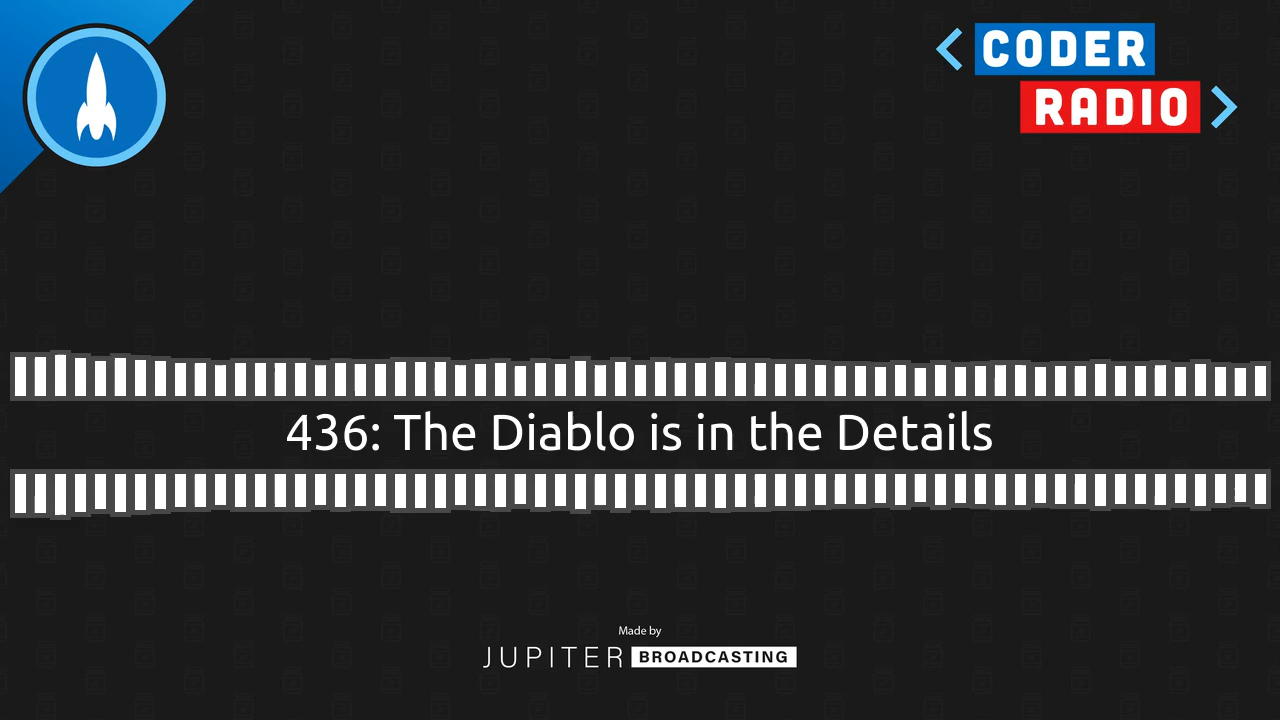 CODER
RADIO
436: The Diablo is in the Details
Made by
JUPITER BROADCASTING